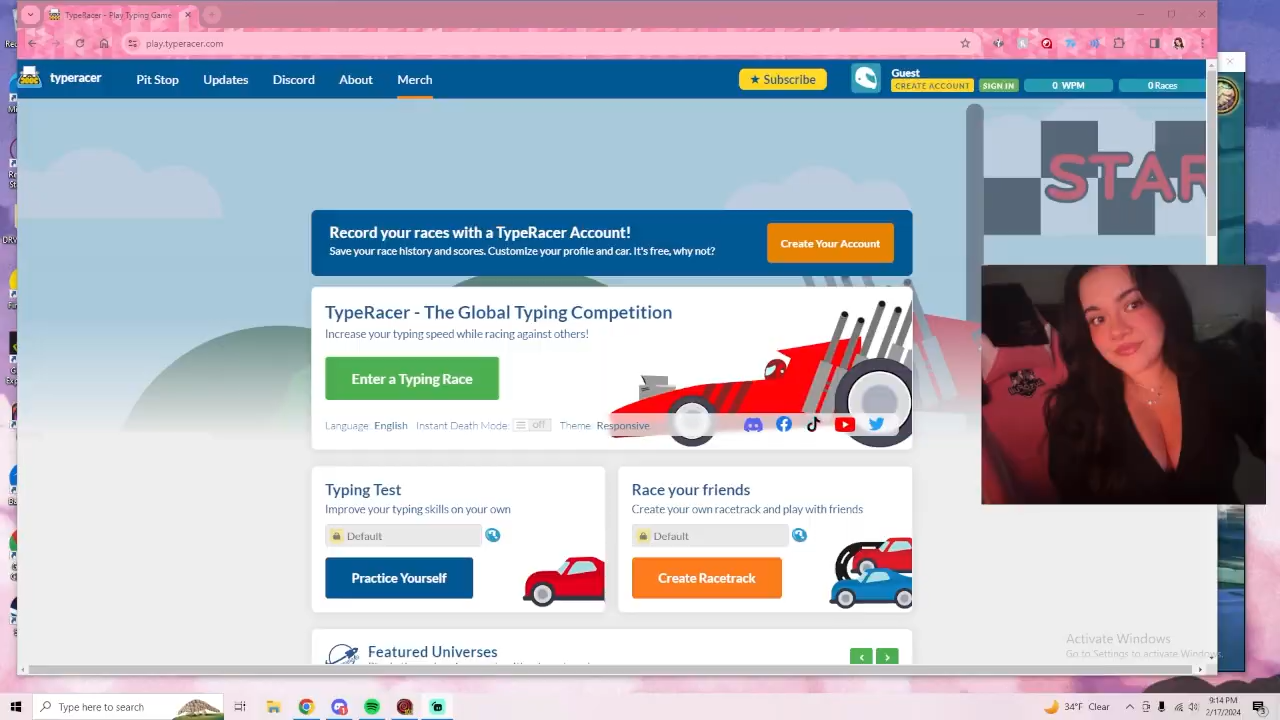 TypeRacer - Play Typing Game
play.typeracer.com
typeracer
Pit Stop
Updates
Discord
About
Merch
★ Subscribe
Guest
CREATE ACCOUNT
SIGN IN
0 WPM
0 Races
STAR
Record your races with a TypeRacer Account!
Save your race history and scores. Customize your profile and car. It's free, why not?
Create Your Account
TypeRacer - The Global Typing Competition
Increase your typing speed while racing against others!
Enter a Typing Race
Language: English Instant Death Mode: off Theme: Responsive
Typing Test
Improve your typing skills on your own
Default
Practice Yourself
Race your friends
Create your own racetrack and play with friends
Default
Create Racetrack
Featured Universes
Activate Windows
Go to Settings to activate Windows.
Type here to search
34°F Clear
9:14 PM
2/17/2024